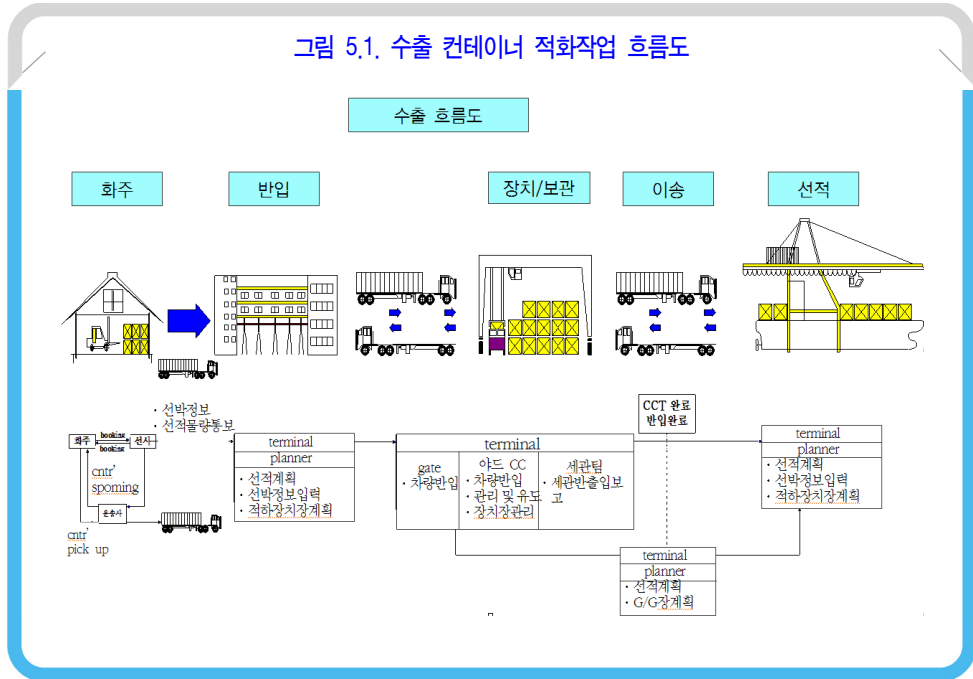 그림 5.1. 수출 컨테이너 적화작업 흐름도
수출 흐름도
화주
반입
장치/보관
이송
선적
· 선박정보
· 선적물량통보
화주
booking
booking
선사
cntr'
spoming
운송사
cntr'
pick up
terminal
planner
· 선적계획
· 선박정보입력
· 적하장치장계획
terminal
gate
· 차량반입
야드 CC
· 차량반입
· 관리 및 유도
· 장치장관리
세관팀
· 세관반출입보
고
CCT 완료
반입완료
terminal
planner
· 선적계획
· G/G장계획
terminal
planner
· 선적계획
· 선박정보입력
· 적하장치장계획